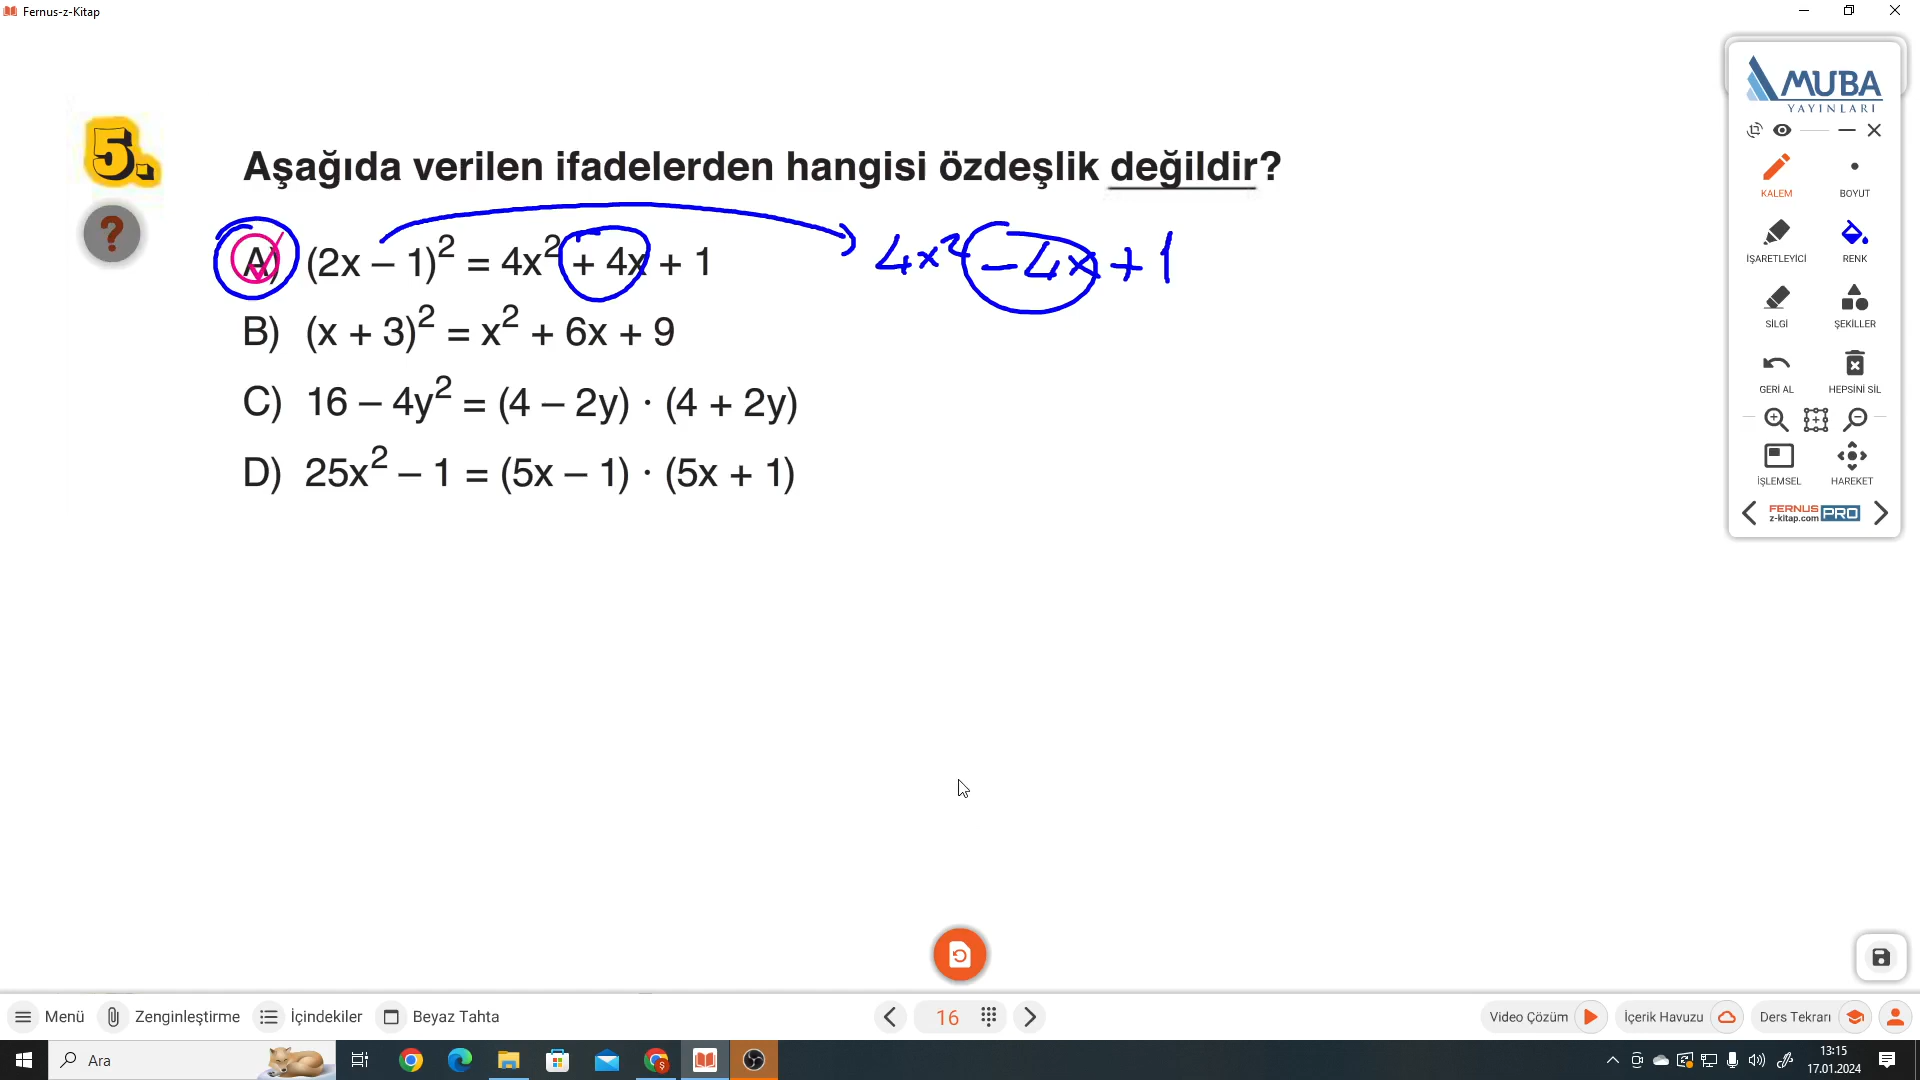 Fernus-z-Kitap
MUBA
YAYINLARI
5.
Aşağıda verilen ifadelerden hangisi özdeşlik değildir?
?
A) (2x – 1)² = 4x² + 4x + 1
4x² – 4x + 1
B) (x + 3)² = x² + 6x + 9
C) 16 – 4y² = (4 – 2y) · (4 + 2y)
D) 25x² – 1 = (5x – 1) · (5x + 1)
KALEM
BOYUT
İŞARETLEYİCİ
RENK
SİLGİ
ŞEKİLLER
GERİ AL
HEPSİNİ SİL
İŞLEMSEL
HAREKET
FERNUS PRO
z-kitap.com
Menü
Zenginleştirme
İçindekiler
Beyaz Tahta
16
Video Çözüm
İçerik Havuzu
Ders Tekrarı
Ara
13:15
17.01.2024